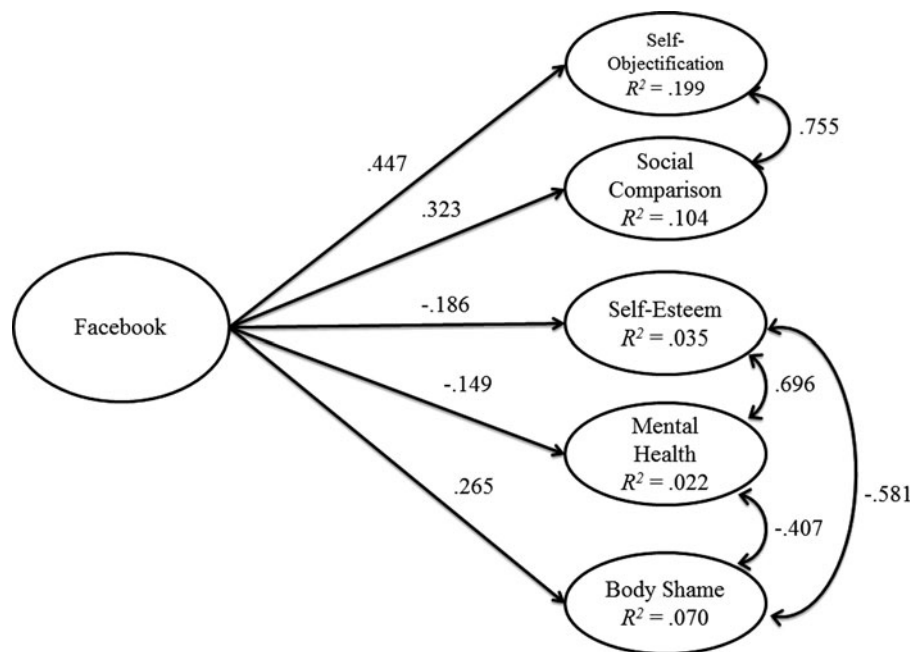 Self-
Objectification
R² = .199
.755
.447
Social
Comparison
R² = .104
.323
Facebook
-.186
Self-Esteem
R² = .035
.696
-.149
Mental
Health
R² = .022
-.581
.265
-.407
Body Shame
R² = .070